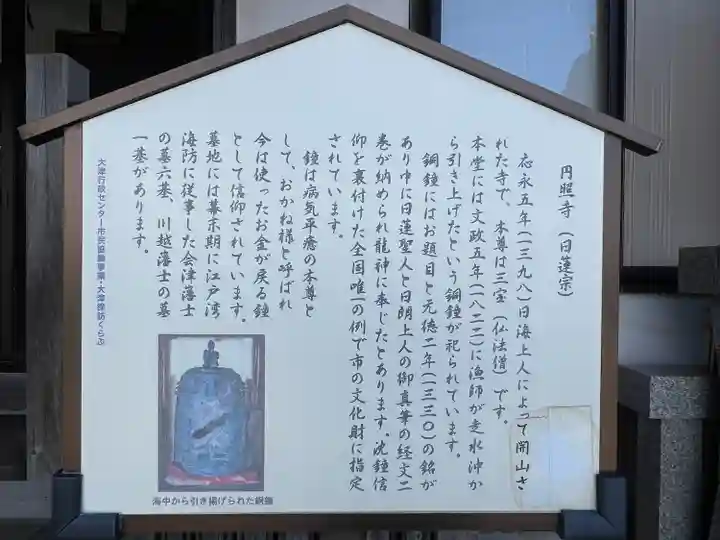 円照寺（日蓮宗）
応永五年（一三九八）日海上人によって開山さ
れた寺で、本尊は三宝（仏法僧）です。
本堂には文政五年（一八二二）に漁師が走水沖か
ら引き上げたという銅鐘が祀られています。
銅鐘にはお題目と元徳二年（一三三〇）の銘が
あり中に日蓮聖人と日朗上人の御真筆の経文二
巻が納められ龍神に奉じたとあります。沈鐘信
仰を裏付けた全国唯一の例で市の文化財に指定
されています。
鐘は病気平癒の本尊と
して、おかね様と呼ばれ
今は使ったお金が戻る鐘
として信仰されています。
墓地には幕末期に江戸湾
海防に従事した会津藩士
の墓六基、川越藩士の墓
一基があります。
大津行政センター市民協働事業・大津探訪くらぶ
海中から引き揚げられた銅鐘